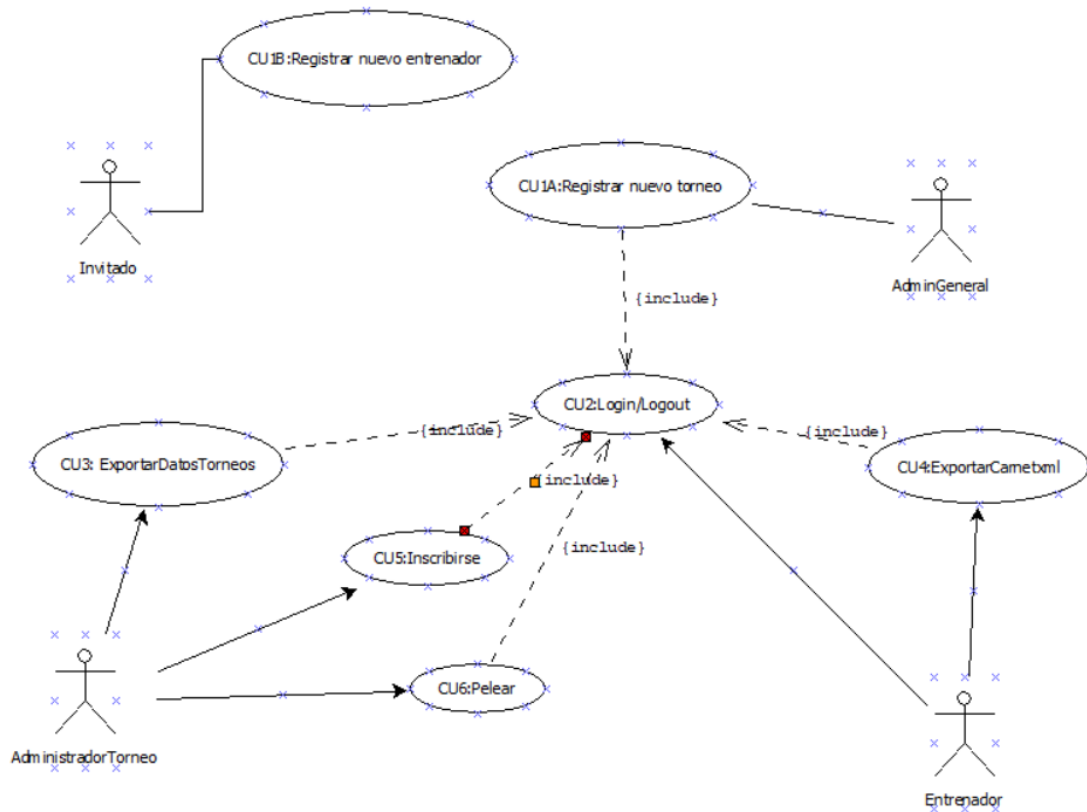 CU1B:Registrar nuevo entrenador
CU1A:Registrar nuevo torneo
Invitado
AdminGeneral
{include}
CU2:Login/Logout
{include}
{include}
CU3: ExportarDatosTorneos
CU4:ExportarCarnetxml
{include}
CU5:Inscribirse
{include}
CU6:Pelear
AdministradorTorneo
Entrenador